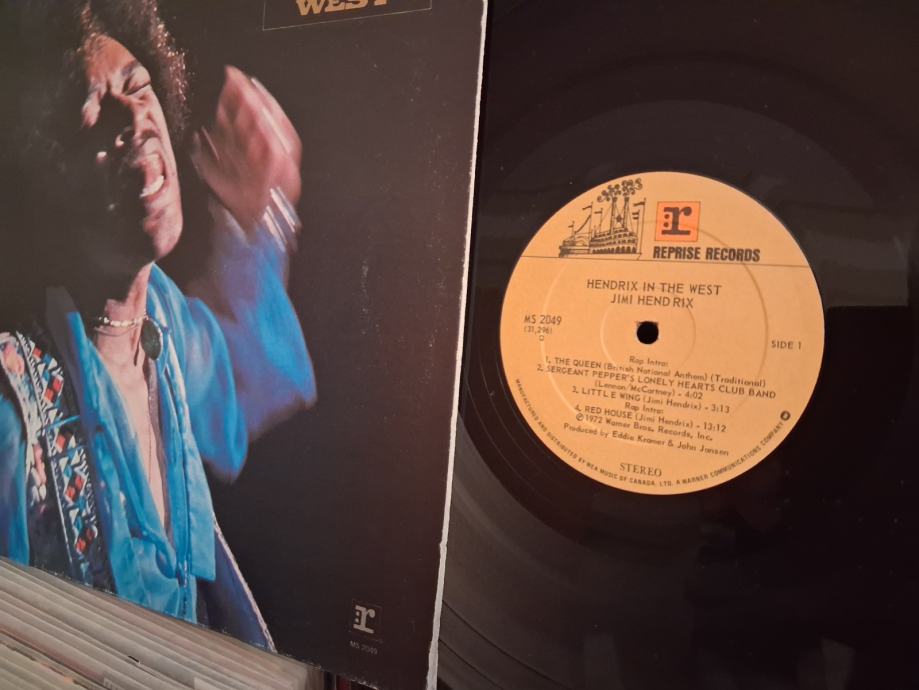 WEST
r
MS 2049
r
REPRISE RECORDS
HENDRIX IN THE WEST
JIMI HENDRIX
MS 2049
(31,296)
SIDE 1
Rap Intro:
1. THE QUEEN (British National Anthem) (Traditional)
2. SERGEANT PEPPER'S LONELY HEARTS CLUB BAND
(Lennon/McCartney) - 4:02
3. LITTLE WING (Jimi Hendrix) - 3:13
Rap Intro:
4. RED HOUSE (Jimi Hendrix) - 13:12
℗1972 Warner Bros. Records, Inc.
Produced by Eddie Kramer & John Jansen
STEREO
MANUFACTURED AND DISTRIBUTED BY WEA MUSIC OF CANADA, LTD. A WARNER COMMUNICATIONS COMPANY